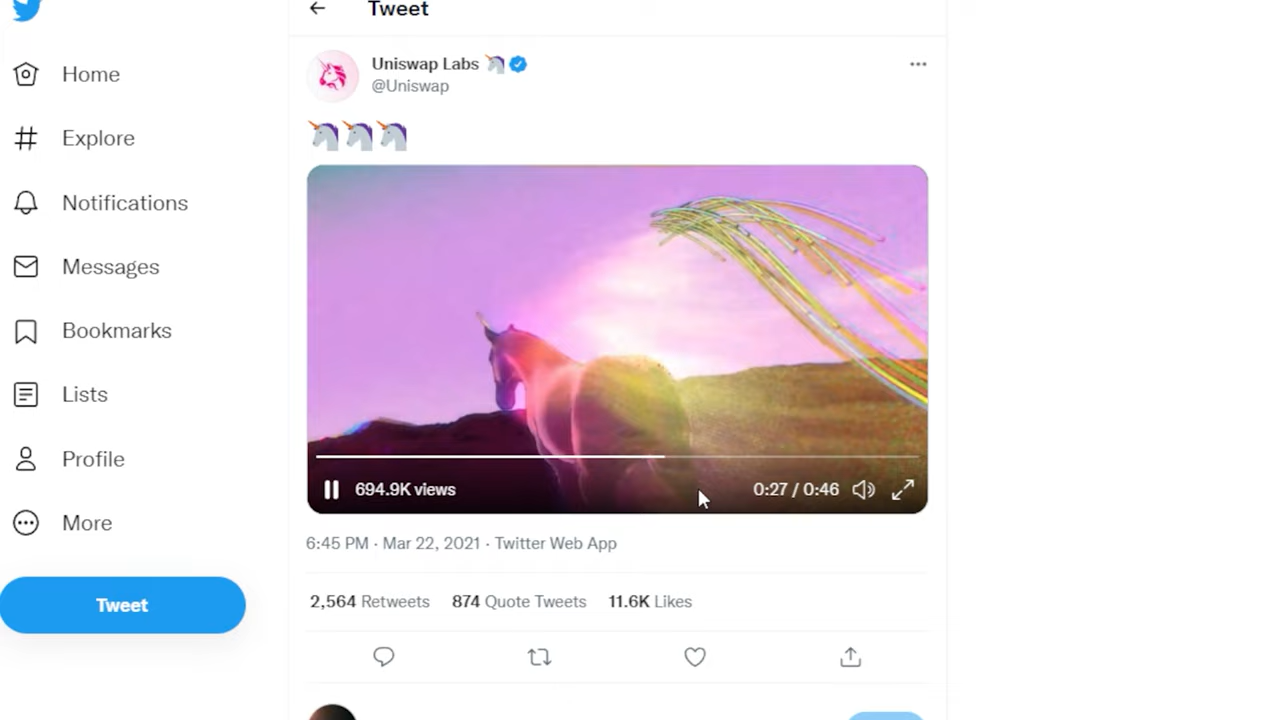 Tweet
Home
Explore
Notifications
Messages
Bookmarks
Lists
Profile
More
Tweet
Uniswap Labs 🦄
@Uniswap
🦄🦄🦄
694.9K views
0:27 / 0:46
6:45 PM · Mar 22, 2021 · Twitter Web App
2,564 Retweets 874 Quote Tweets 11.6K Likes